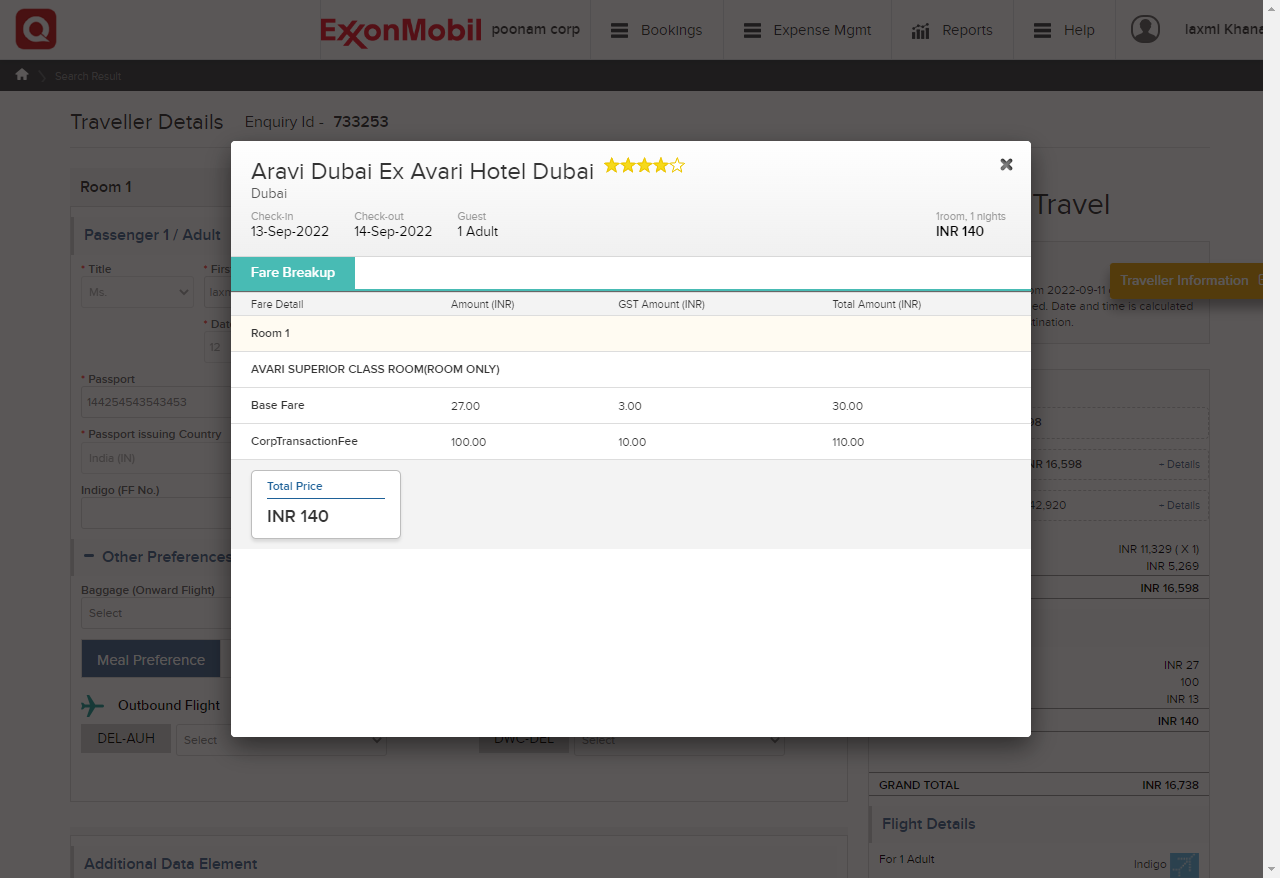 ExxonMobil poonam corp Bookings Expense Mgmt Reports Help laxml Khana
Search Result
Traveller Details Enquiry Id - 733253
Aravi Dubai Ex Avari Hotel Dubai
Dubai
Check-in Check-out Guest 1room, 1 nights
13-Sep-2022 14-Sep-2022 1 Adult INR 140
Fare Breakup
Fare Detail Amount (INR) GST Amount (INR) Total Amount (INR)
Room 1
AVARI SUPERIOR CLASS ROOM(ROOM ONLY)
Base Fare 27.00 3.00 30.00
CorpTransactionFee 100.00 10.00 110.00
Total Price
INR 140
Room 1
Passenger 1 / Adult
* Title * Firs
Ms. laxm
* Date
12
* Passport
144254543543453
* Passport issuing Country
India (IN)
Indigo (FF No.)
Other Preferences
Baggage (Onward Flight)
Select
Meal Preference
Outbound Flight
DEL-AUH Select DWC-DEL Select
Additional Data Element
Travel
Traveller Information
om 2022-09-11
ed. Date and time is calculated
tination.
98
NR 16,598 - Details
42,920 - Details
INR 11,329 ( X 1)
INR 5,269
INR 16,598
INR 27
100
INR 13
INR 140
GRAND TOTAL INR 16,738
Flight Details
For 1 Adult Indigo